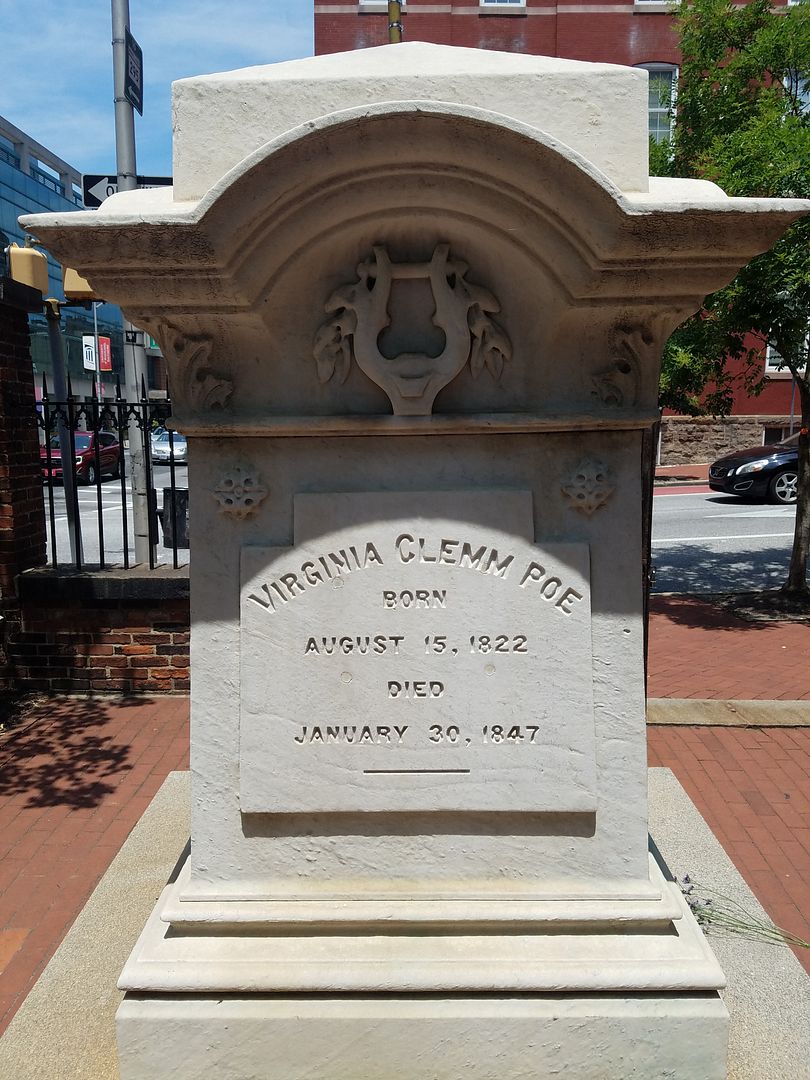 VIRGINIA CLEMM POE
BORN
AUGUST 15, 1822
DIED
JANUARY 30, 1847